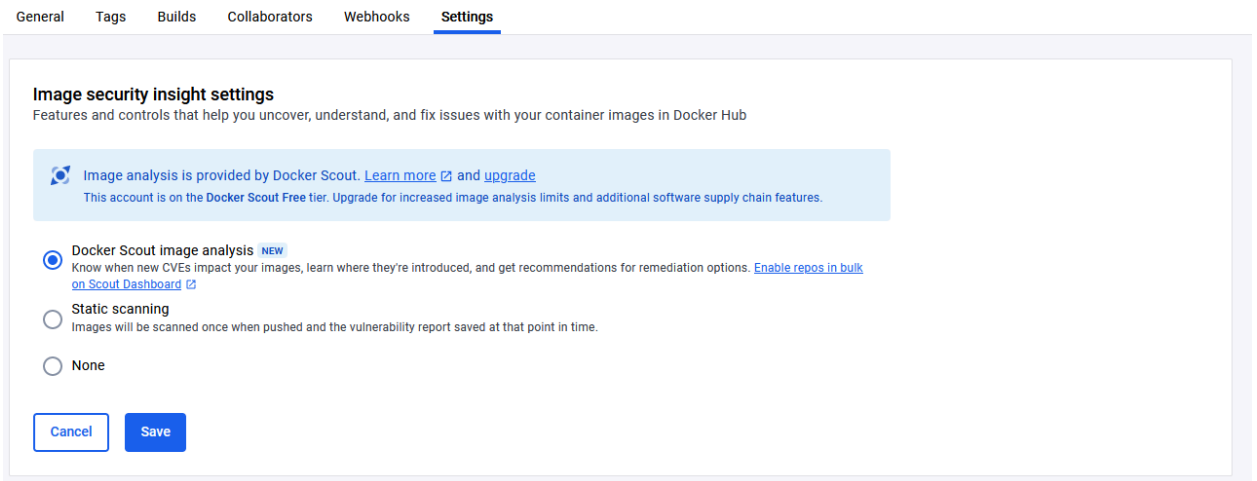 General Tags Builds Collaborators Webhooks Settings
Image security insight settings
Features and controls that help you uncover, understand, and fix issues with your container images in Docker Hub
Image analysis is provided by Docker Scout. Learn more and upgrade
This account is on the Docker Scout Free tier. Upgrade for increased image analysis limits and additional software supply chain features.
Docker Scout image analysis NEW
Know when new CVEs impact your images, learn where they're introduced, and get recommendations for remediation options. Enable repos in bulk
on Scout Dashboard
Static scanning
Images will be scanned once when pushed and the vulnerability report saved at that point in time.
None
Cancel Save